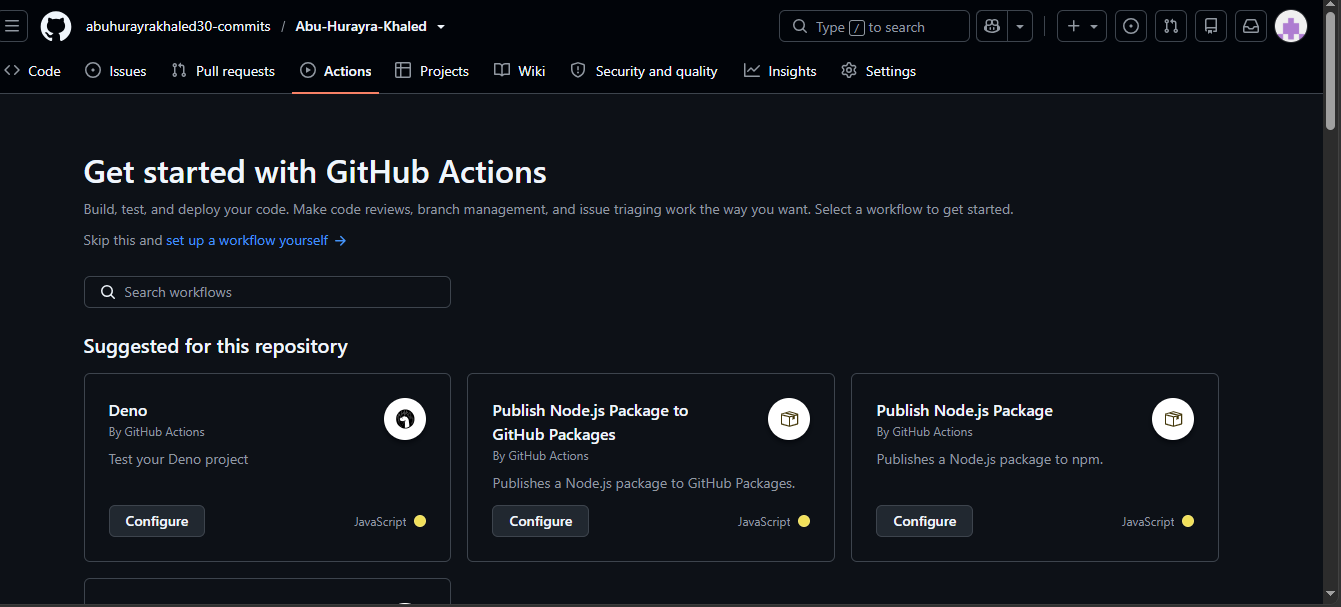 abuhurayrakhaled30-commits / Abu-Hurayra-Khaled
Type / to search
Code Issues Pull requests Actions Projects Wiki Security and quality Insights Settings
Get started with GitHub Actions
Build, test, and deploy your code. Make code reviews, branch management, and issue triaging work the way you want. Select a workflow to get started.
Skip this and set up a workflow yourself →
Search workflows
Suggested for this repository
Deno
By GitHub Actions
Test your Deno project
Configure
JavaScript
Publish Node.js Package to
GitHub Packages
By GitHub Actions
Publishes a Node.js package to GitHub Packages.
Configure
JavaScript
Publish Node.js Package
By GitHub Actions
Publishes a Node.js package to npm.
Configure
JavaScript